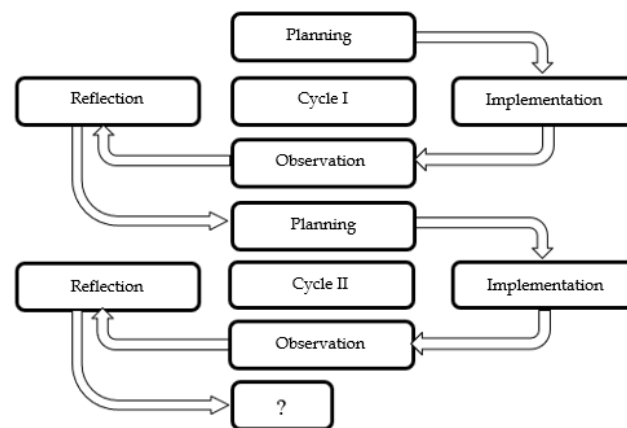 Planning
Reflection
Cycle I
Implementation
Observation
Planning
Reflection
Cycle II
Implementation
Observation
?